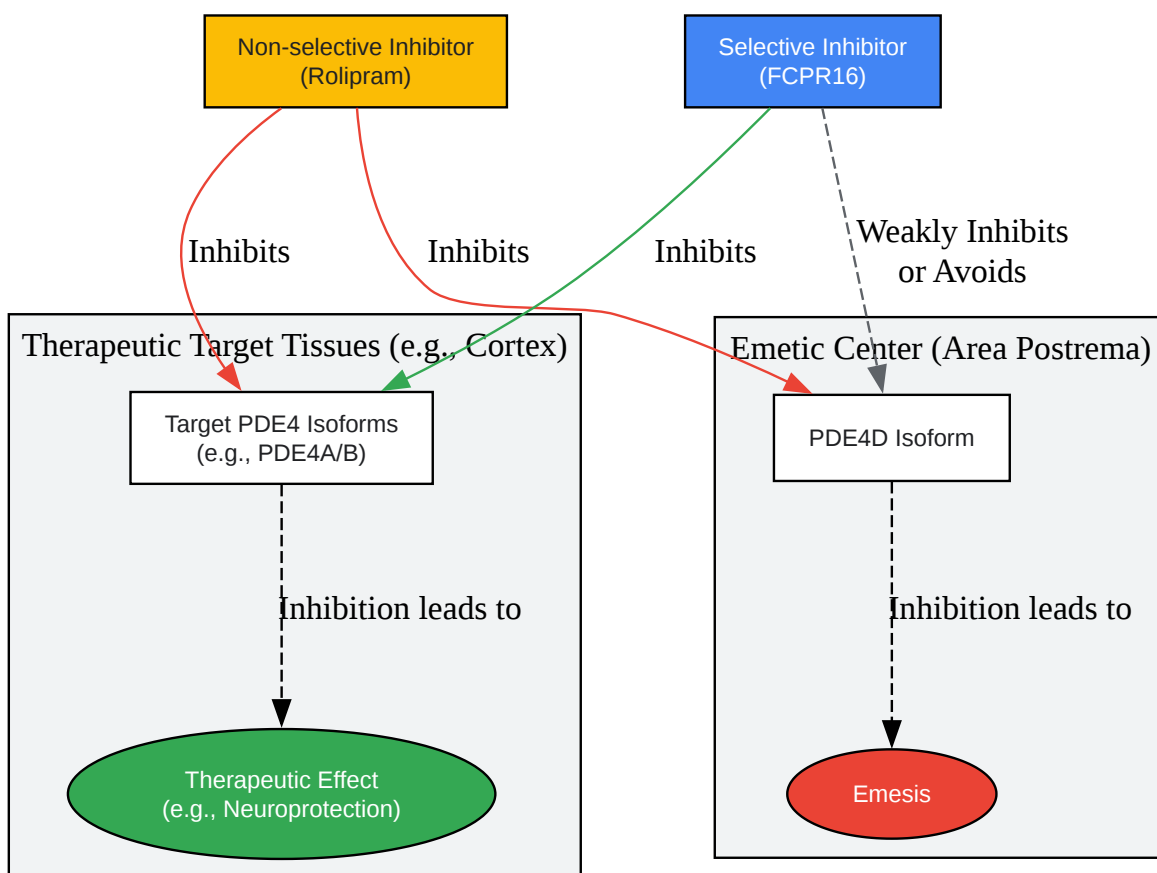 Non-selective Inhibitor
(Rolipram)
Selective Inhibitor
(FCPR16)
Inhibits
Inhibits
Inhibits
Weakly Inhibits
or Avoids
Therapeutic Target Tissues (e.g., Cortex)
Emetic Center (Area Postrema)
Target PDE4 Isoforms
(e.g., PDE4A/B)
PDE4D Isoform
Inhibition leads to
Inhibition leads to
Therapeutic Effect
(e.g., Neuroprotection)
Emesis